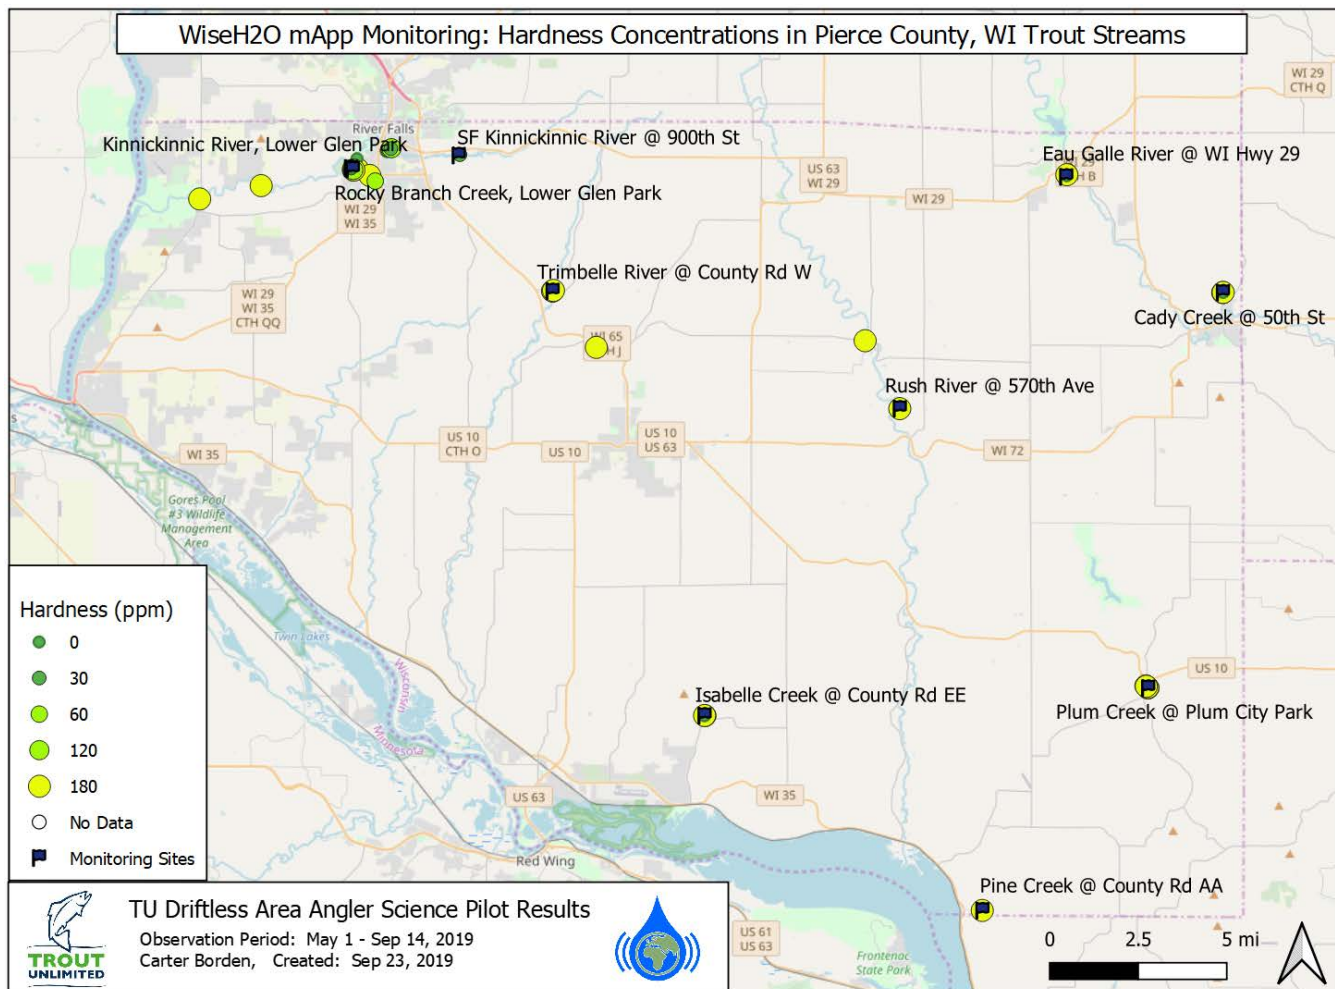 WiseH2O mApp Monitoring: Hardness Concentrations in Pierce County, WI Trout Streams
WI 29
CTH Q
River Falls
Kinnickinnic River, Lower Glen Park
SF Kinnickinnic River @ 900th St
US 63
WI 29
Eau Galle River @ WI Hwy 29
Rocky Branch Creek, Lower Glen Park
WI 29
WI 35
WI 29
Trimbelle River @ County Rd W
WI 29
WI 35
CTH QQ
WI 65
Cady Creek @ 50th St
Rush River @ 570th Ave
WI 35
US 10
CTH O
US 10
US 10
US 63
WI 72
Gores Pool
#3 Wildlife
Management
Area
Twin Lakes
Wisconsin
Minnesota
Hardness (ppm)
0
30
60
120
180
No Data
Monitoring Sites
Isabelle Creek @ County Rd EE
US 10
Plum Creek @ Plum City Park
US 63
WI 35
Red Wing
Pine Creek @ County Rd AA
US 61
US 63
Frontenac
State Park
0 2.5 5 mi
TROUT
UNLIMITED
TU Driftless Area Angler Science Pilot Results
Observation Period: May 1 - Sep 14, 2019
Carter Borden, Created: Sep 23, 2019